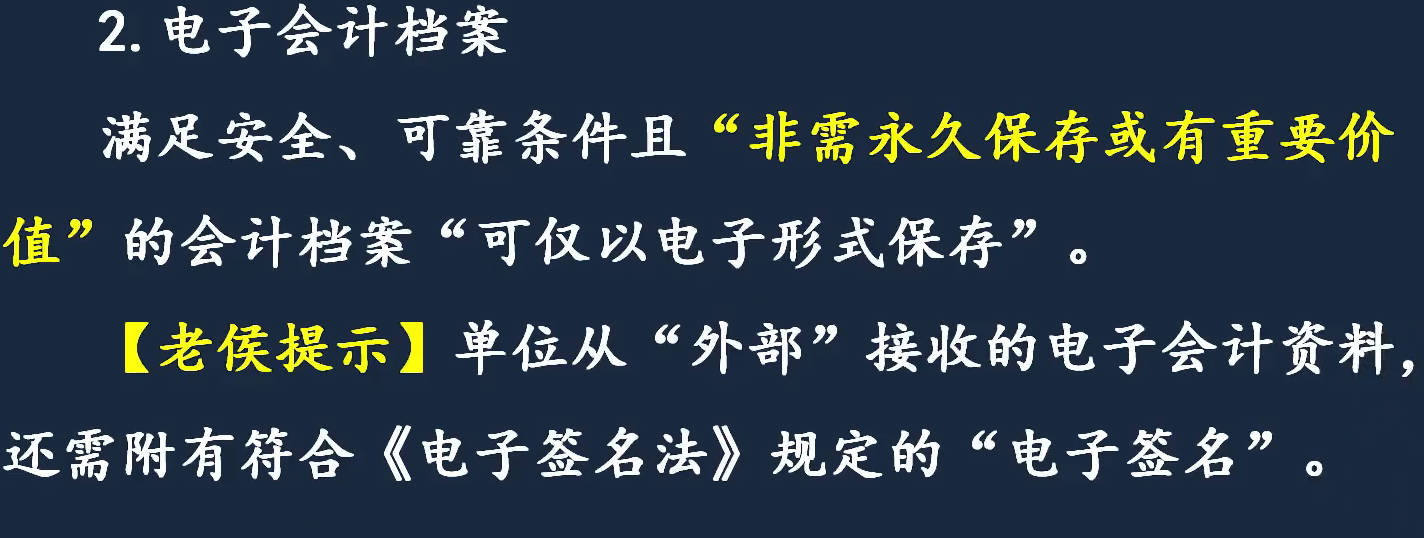 2. 电子会计档案
满足安全、可靠条件且“非需永久保存或有重要价
值”的会计档案“可仅以电子形式保存”。
【老侯提示】单位从“外部”接收的电子会计资料，
还需附有符合《电子签名法》规定的“电子签名”。